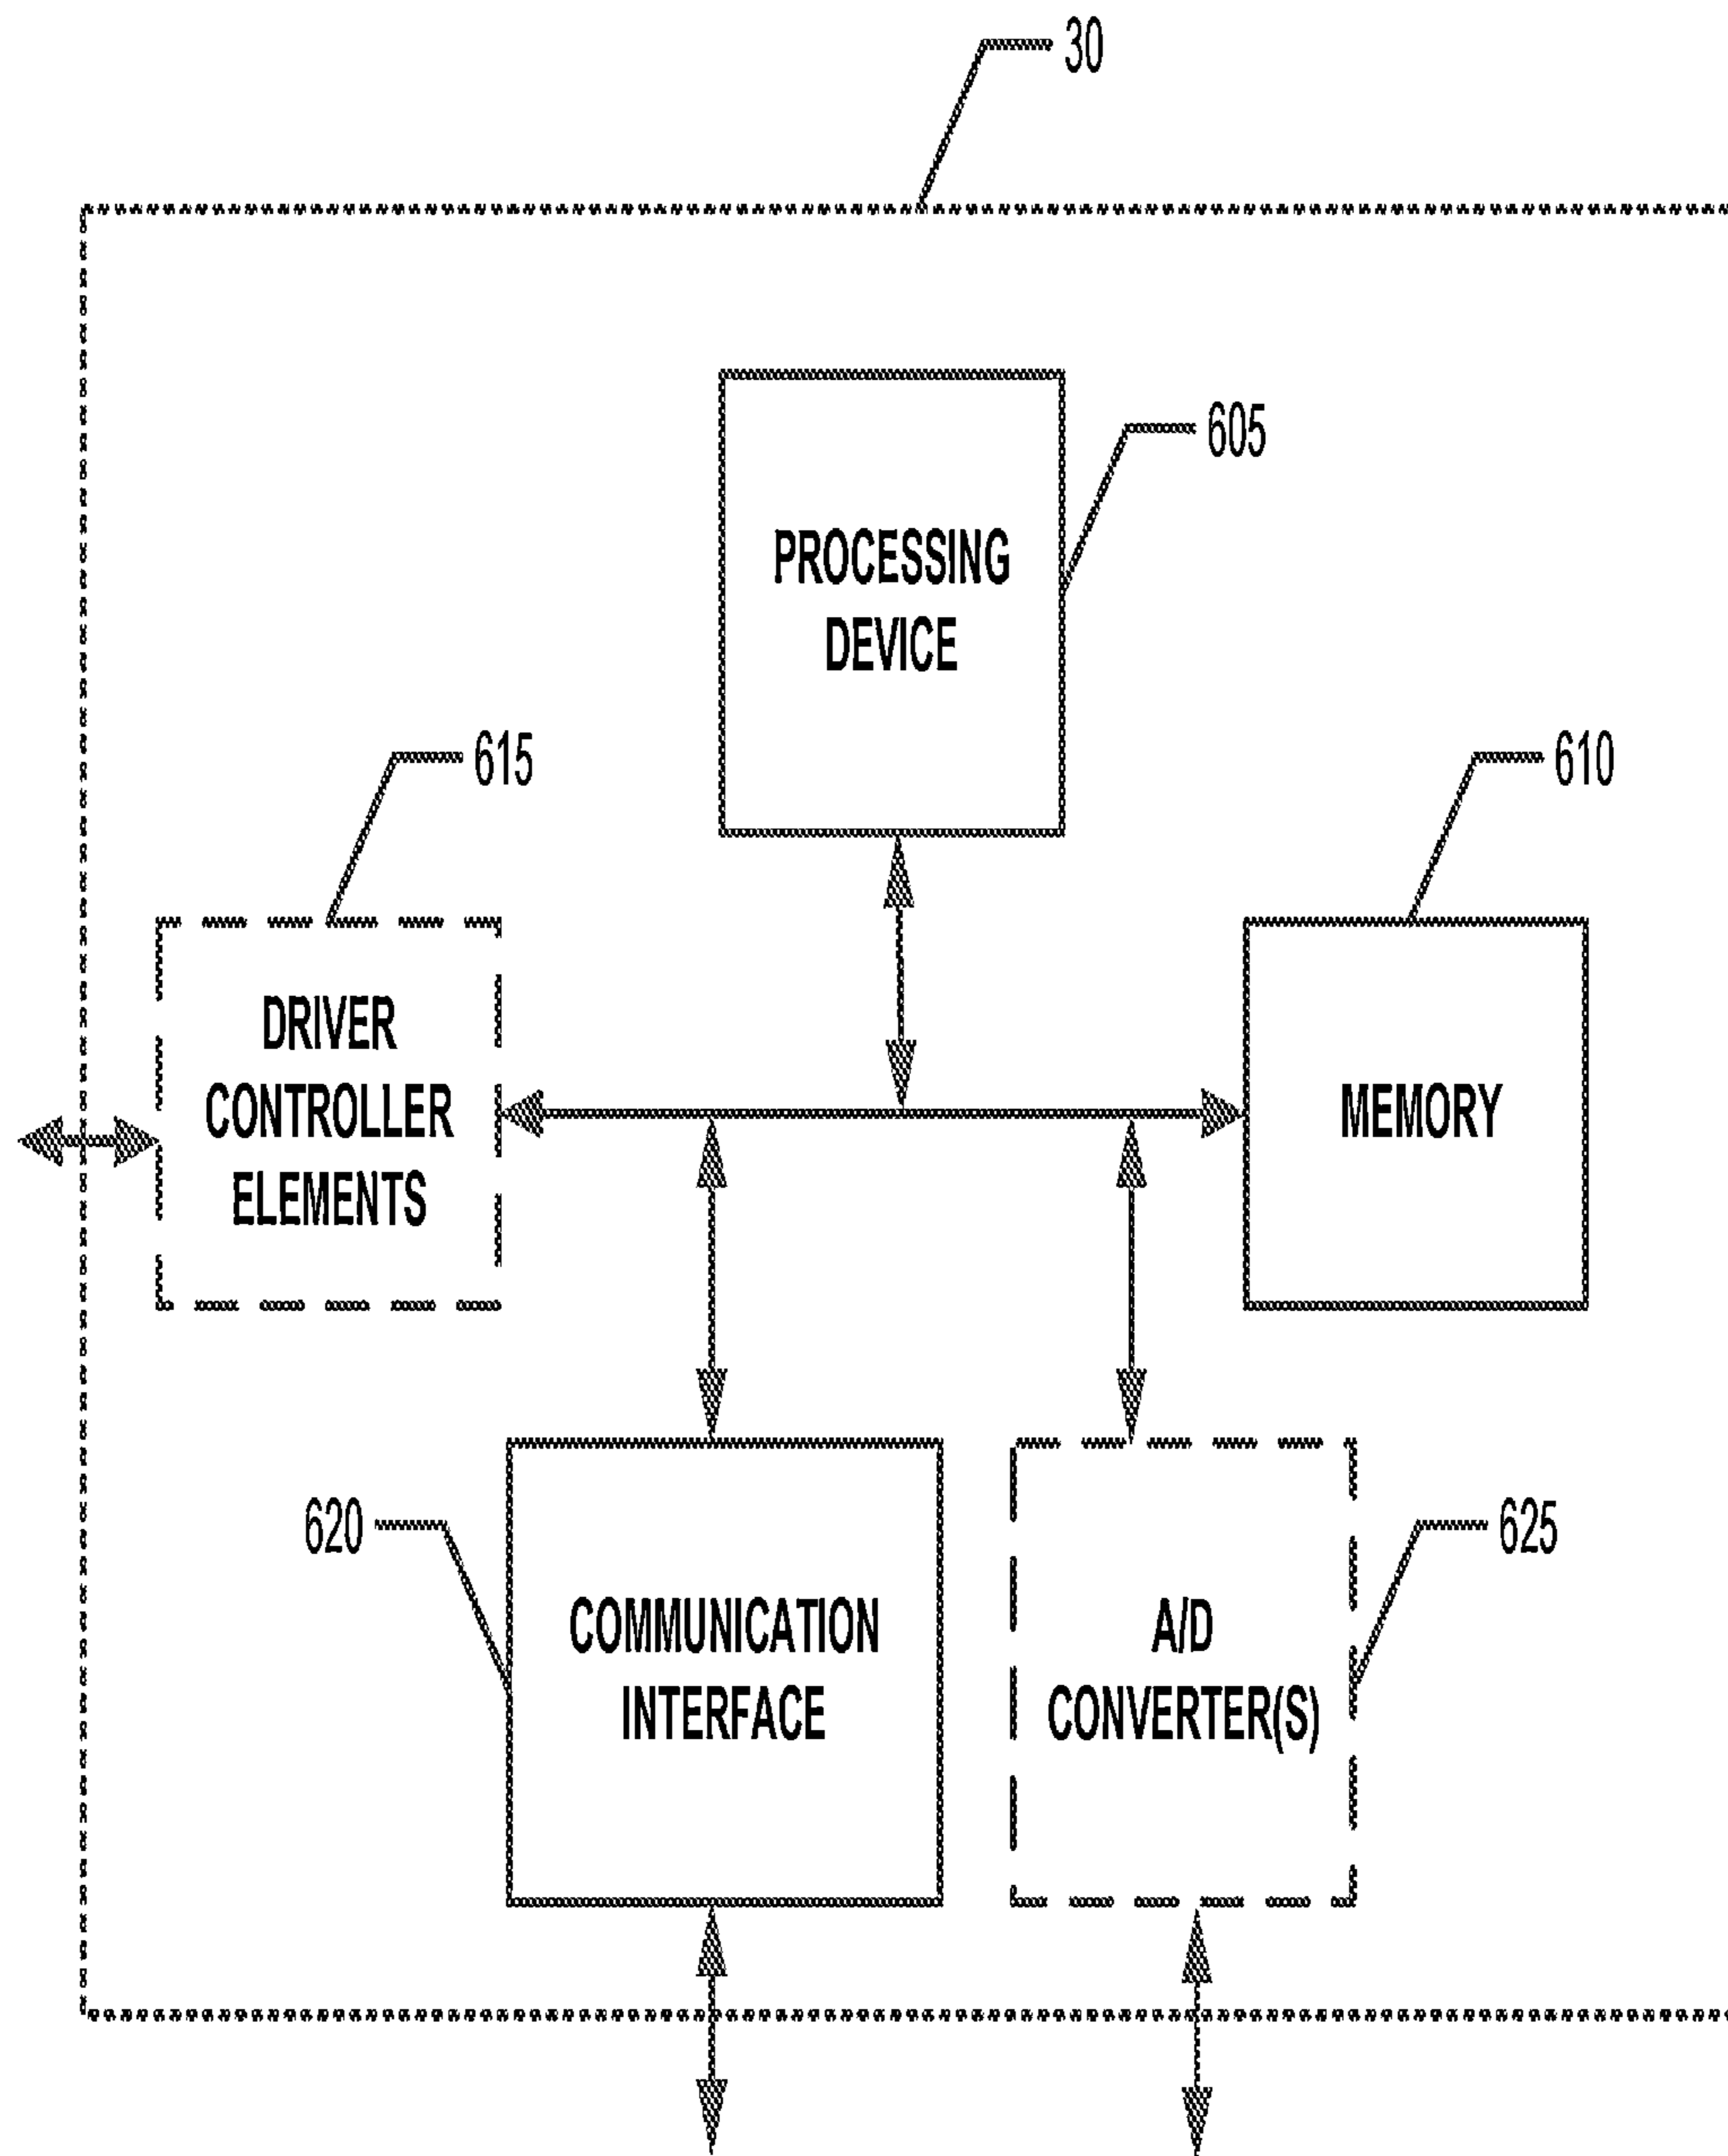 30
605
PROCESSING
DEVICE
615
610
DRIVER
CONTROLLER
ELEMENTS
MEMORY
620
625
COMMUNICATION
INTERFACE
A/D
CONVERTER(S)